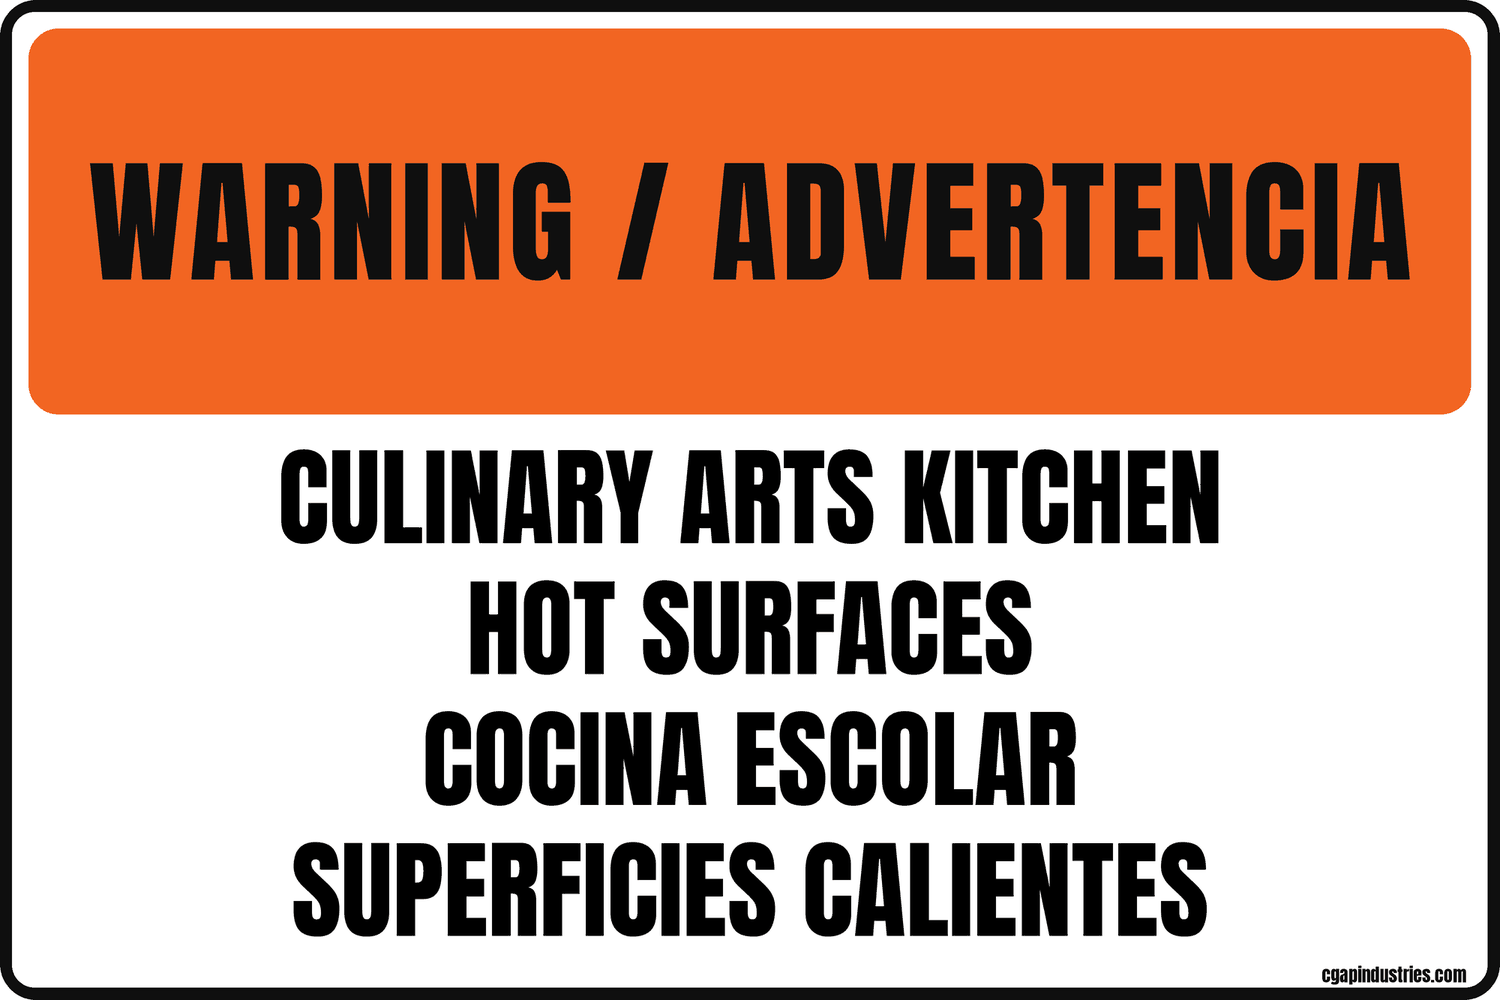 WARNING / ADVERTENCIA
CULINARY ARTS KITCHEN
HOT SURFACES
COCINA ESCOLAR
SUPERFICIES CALIENTES
cgapindustries.com